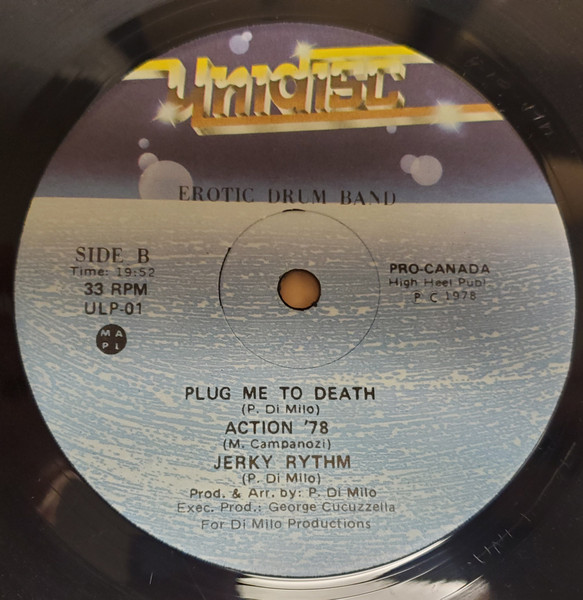 Unidisc
EROTIC DRUM BAND
SIDE B
Time: 19:52
33 RPM
ULP-01
MA
PL
PRO-CANADA
High Heel Publ
P C 1978
PLUG ME TO DEATH
(P. Di Milo)
ACTION '78
(M. Campanozi)
JERKY RYTHM
(P. Di Milo)
Prod. & Arr. by: P. Di Milo
Exec. Prod.: George Cucuzzella
For Di Milo Productions